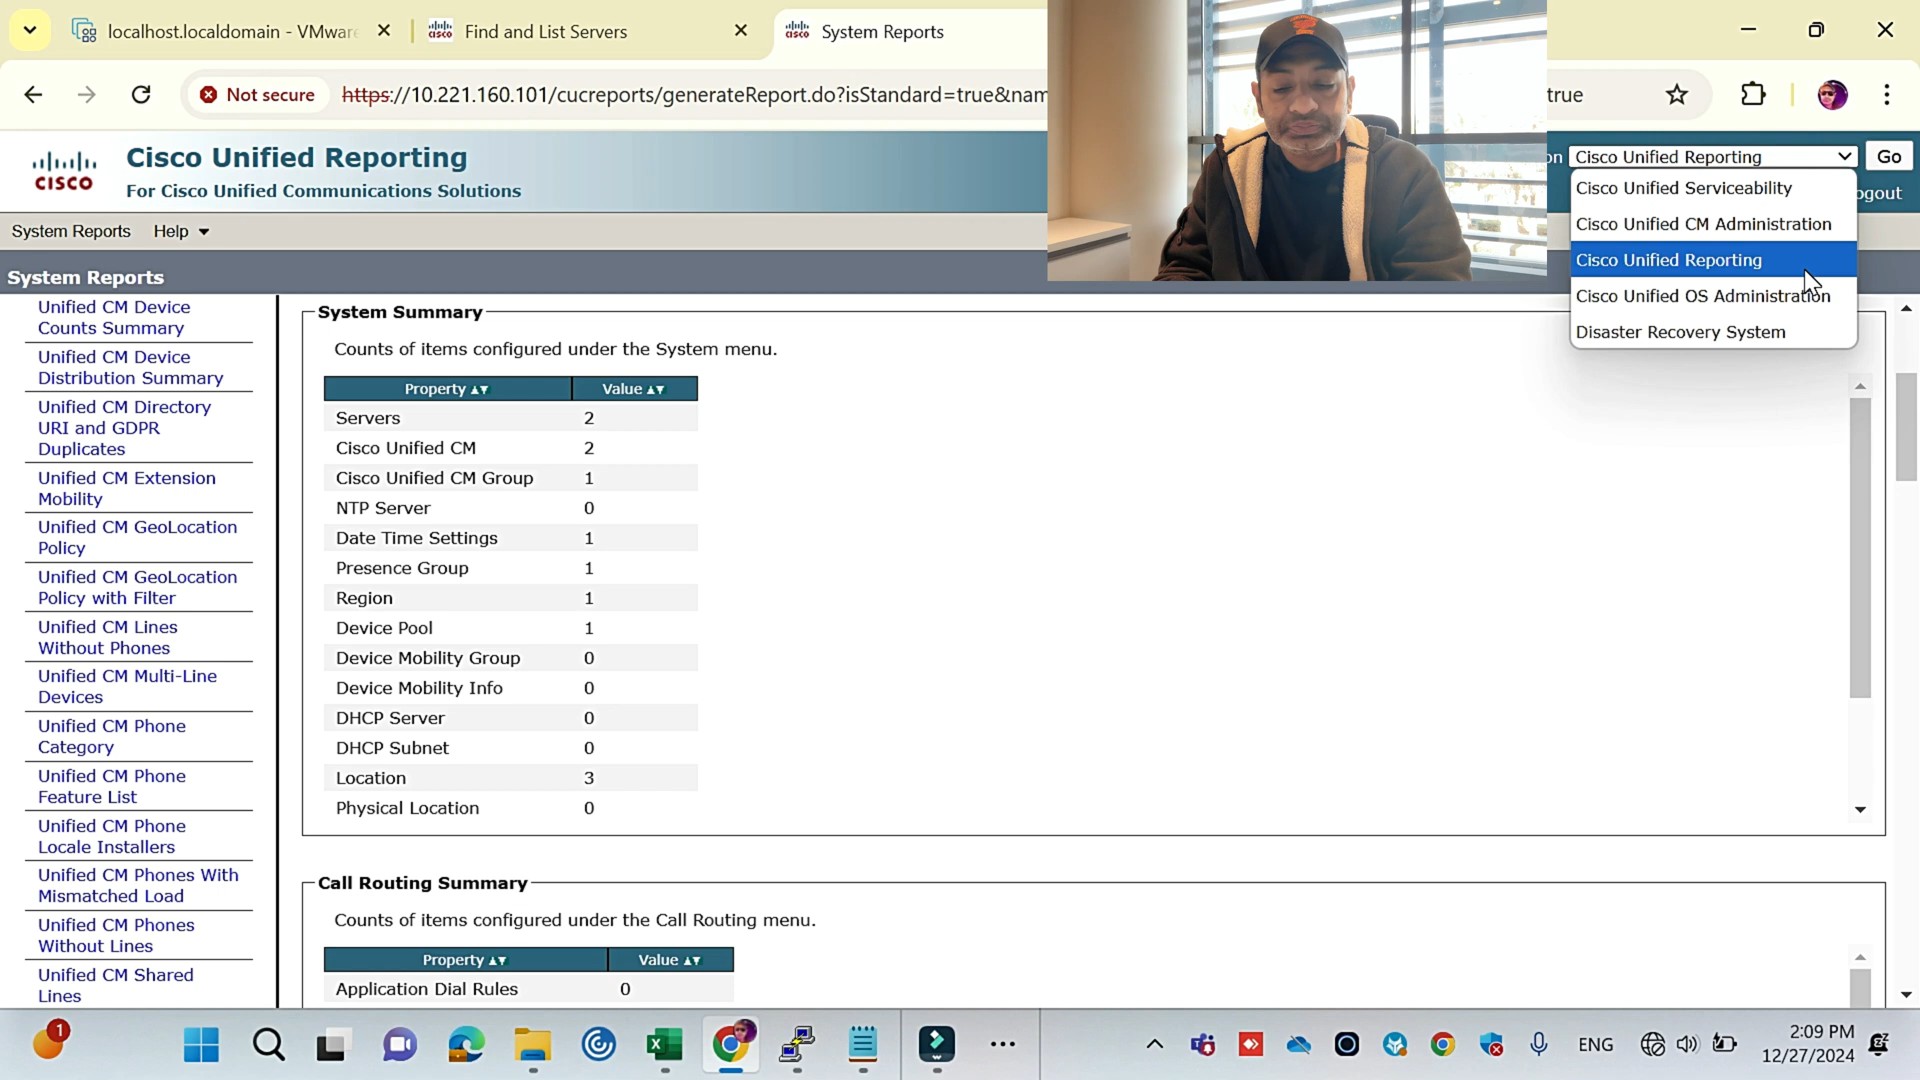 localhost.localdomain - VMware
Find and List Servers
System Reports
Not secure https://10.221.160.101/cucreports/generateReport.do?isStandard=true&nam
true
CISCO
Cisco Unified Reporting
For Cisco Unified Communications Solutions
on Cisco Unified Reporting Go
Cisco Unified Serviceability
ogout
Cisco Unified CM Administration
Cisco Unified Reporting
Cisco Unified OS Administration
Disaster Recovery System
System Reports Help
System Reports
Unified CM Device
Counts Summary
Unified CM Device
Distribution Summary
Unified CM Directory
URI and GDPR
Duplicates
Unified CM Extension
Mobility
Unified CM GeoLocation
Policy
Unified CM GeoLocation
Policy with Filter
Unified CM Lines
Without Phones
Unified CM Multi-Line
Devices
Unified CM Phone
Category
Unified CM Phone
Feature List
Unified CM Phone
Locale Installers
Unified CM Phones With
Mismatched Load
Unified CM Phones
Without Lines
Unified CM Shared
Lines
System Summary
Counts of items configured under the System menu.
Property Value
Servers 2
Cisco Unified CM 2
Cisco Unified CM Group 1
NTP Server 0
Date Time Settings 1
Presence Group 1
Region 1
Device Pool 1
Device Mobility Group 0
Device Mobility Info 0
DHCP Server 0
DHCP Subnet 0
Location 3
Physical Location 0
Call Routing Summary
Counts of items configured under the Call Routing menu.
Property Value
Application Dial Rules 0
1
ENG
2:09 PM
12/27/2024